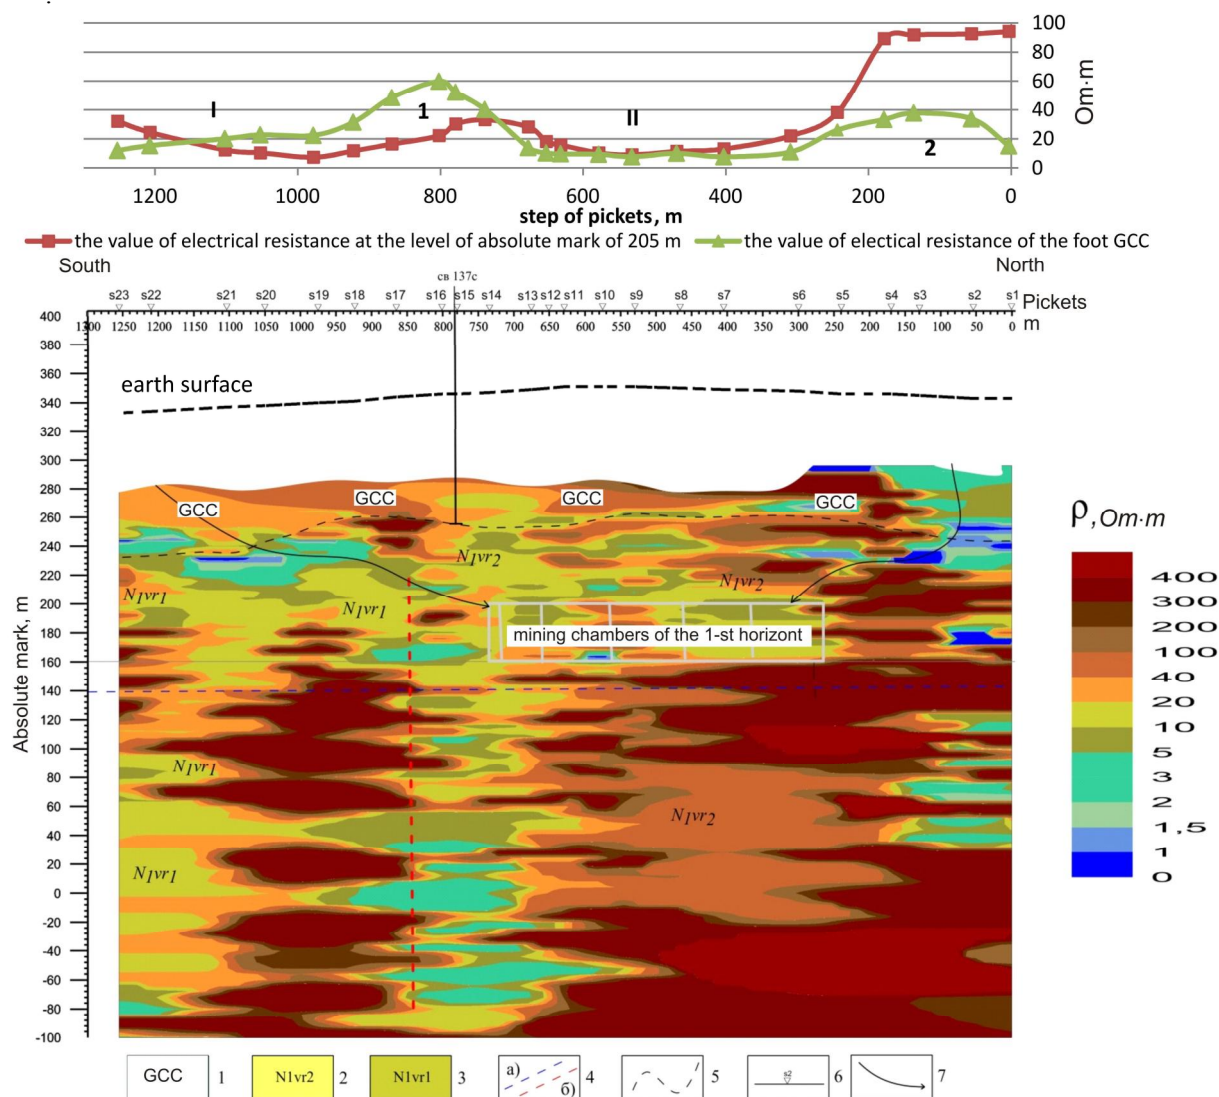 100
80
60
40
20
0
Om·m
I
1
II
2
1200 1000 800 600 400 200 0
step of pickets, m
the value of electrical resistance at the level of absolute mark of 205 m the value of electical resistance of the foot GCC
South North
св 137с
s23 s22 s21 s20 s19 s18 s17 s16 s15 s14 s13 s12 s11 s10 s9 s8 s7 s6 s5 s4 s3 s2 s1 Pickets
1300 1250 1200 1150 1100 1050 1000 950 900 850 800 750 700 650 600 550 500 450 400 350 300 250 200 150 100 50 0 m
400
380
360
340
320
300
280
260
240
220
200
180
160
140
120
100
80
60
40
20
0
-20
-40
-60
-80
-100
Absolute mark, m
earth surface
GCC GCC GCC GCC
N1vr2
N1vr2
N1vr1 N1vr1
mining chambers of the 1-st horizont
N1vr1
N1vr2
N1vr1
ρ,Om·m
400
300
200
100
40
20
10
5
3
2
1,5
1
0
GCC 1 N1vr2 2 N1vr1 3 а) б) 4 5 s2 6 7